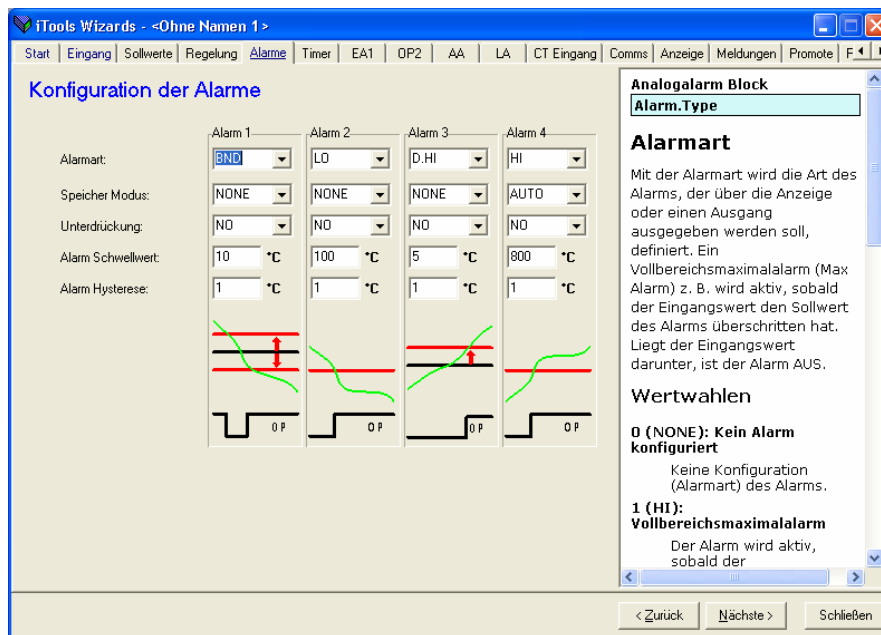 iTools Wizards - <Ohne Namen 1>
Start Eingang Sollwerte Regelung Alarme Timer EA1 OP2 AA LA CT Eingang Comms Anzeige Meldungen Promote F
Konfiguration der Alarme
Alarm 1 Alarm 2 Alarm 3 Alarm 4
Alarmart: BND LO D.HI HI
Speicher Modus: NONE NONE NONE AUTO
Unterdrückung: NO NO NO NO
Alarm Schwellwert: 10 °C 100 °C 5 °C 800 °C
Alarm Hysterese: 1 °C 1 °C 1 °C 1 °C
OP OP OP OP
Analogalarm Block
Alarm.Type
Alarmart
Mit der Alarmart wird die Art des
Alarms, der über die Anzeige
oder einen Ausgang
ausgegeben werden soll,
definiert. Ein
Vollbereichsmaximalalarm (Max
Alarm) z. B. wird aktiv, sobald
der Eingangswert den Sollwert
des Alarms überschritten hat.
Liegt der Eingangswert
darunter, ist der Alarm AUS.
Wertwahlen
0 (NONE): Kein Alarm
konfiguriert
Keine Konfiguration
(Alarmart) des Alarms.
1 (HI):
Vollbereichsmaximalalarm
Der Alarm wird aktiv,
sobald der
< Zurück Nächste > Schließen